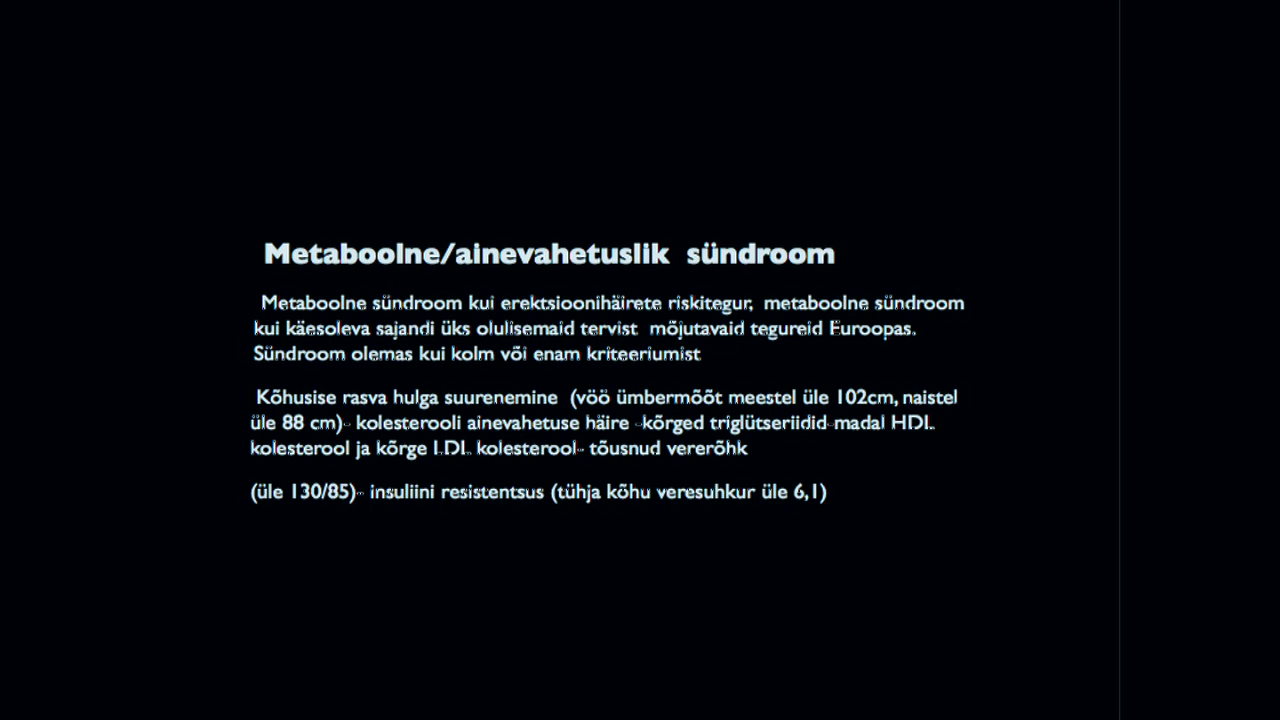 Metaboolne/ainevahetuslik sündroom
Metaboolne sündroom kui erektsioonihäirete riskitegur, metaboolne sündroom
kui käesoleva sajandi üks olulisemaid tervist mõjutavaid tegureid Euroopas.
Sündroom olemas kui kolm või enam kriteeriumist
Kõhusise rasva hulga suurenemine (vöö ümbermõõt meestel üle 102cm, naistel
üle 88 cm)- kolesterooli ainevahetuse häire -kõrged triglütseriidid-madal HDL
kolesterool ja kõrge LDL kolesterool- tõusnud vererõhk
(üle 130/85)- insuliini resistentsus (tühja kõhu veresuhkur üle 6,1)